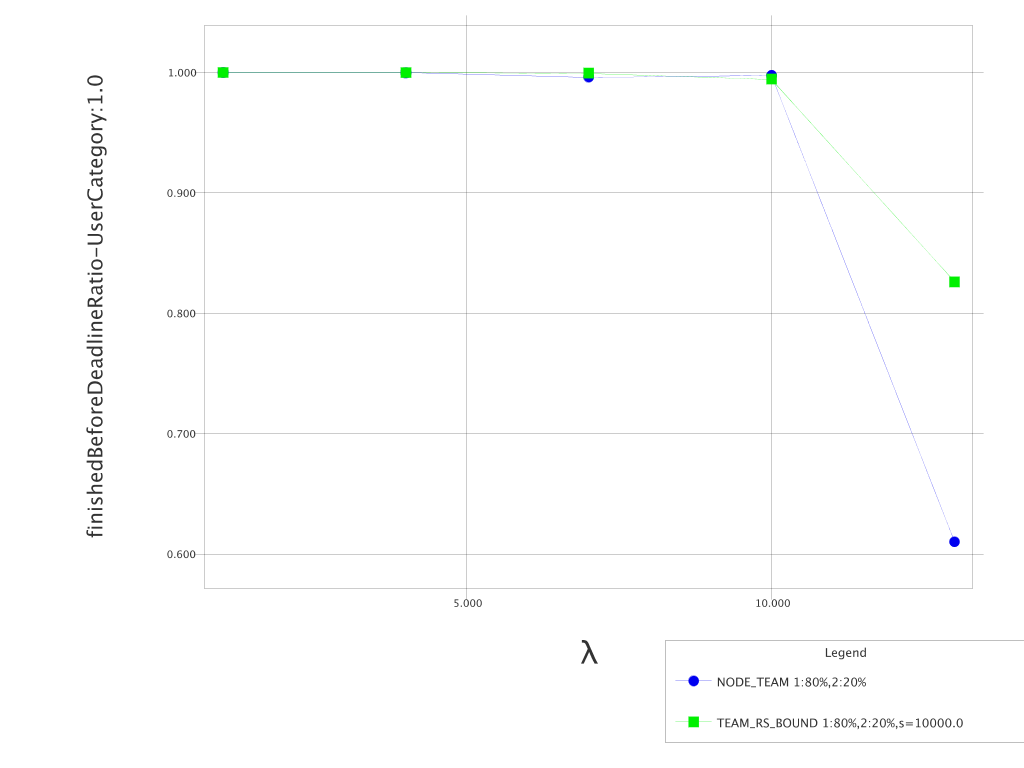 finishedBeforeDeadlineRatio-UserCategory:1.0
1.000
0.900
0.800
0.700
0.600
5.000
10.000
λ
Legend
NODE_TEAM 1:80%,2:20%
TEAM_RS_BOUND 1:80%,2:20%,s=10000.0